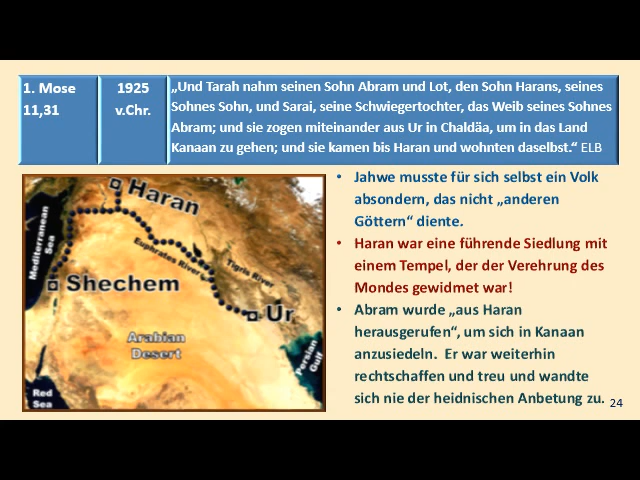 1. Mose
11,31
1925
v.Chr.
„Und Tarah nahm seinen Sohn Abram und Lot, den Sohn Harans, seines
Sohnes Sohn, und Sarai, seine Schwiegertochter, das Weib seines Sohnes
Abram; und sie zogen miteinander aus Ur in Chaldäa, um in das Land
Kanaan zu gehen; und sie kamen bis Haran und wohnten daselbst.“ ELB
Haran
Mediterranean
Sea
Euphrates River
Tigris River
Shechem
Ur
Arabian
Desert
Persian
Gulf
Red
Sea
• Jahwe musste für sich selbst ein Volk
absondern, das nicht „anderen
Göttern“ diente.
• Haran war eine führende Siedlung mit
einem Tempel, der der Verehrung des
Mondes gewidmet war!
• Abram wurde „aus Haran
herausgerufen“, um sich in Kanaan
anzusiedeln. Er war weiterhin
rechtschaffen und treu und wandte
sich nie der heidnischen Anbetung zu.
24